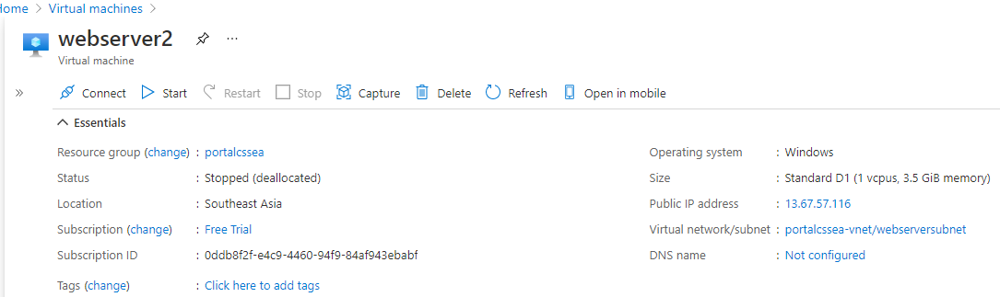 Home > Virtual machines >
webserver2 ...
Virtual machine
» Connect Start Restart Stop Capture Delete Refresh Open in mobile
Essentials
Resource group (change) : portalcssea Operating system : Windows
Status : Stopped (deallocated) Size : Standard D1 (1 vcpus, 3.5 GiB memory)
Location : Southeast Asia Public IP address : 13.67.57.116
Subscription (change) : Free Trial Virtual network/subnet : portalcssea-vnet/webserversubnet
Subscription ID : 0ddb8f2f-e4c9-4460-94f9-84af943ebabf DNS name : Not configured
Tags (change) : Click here to add tags